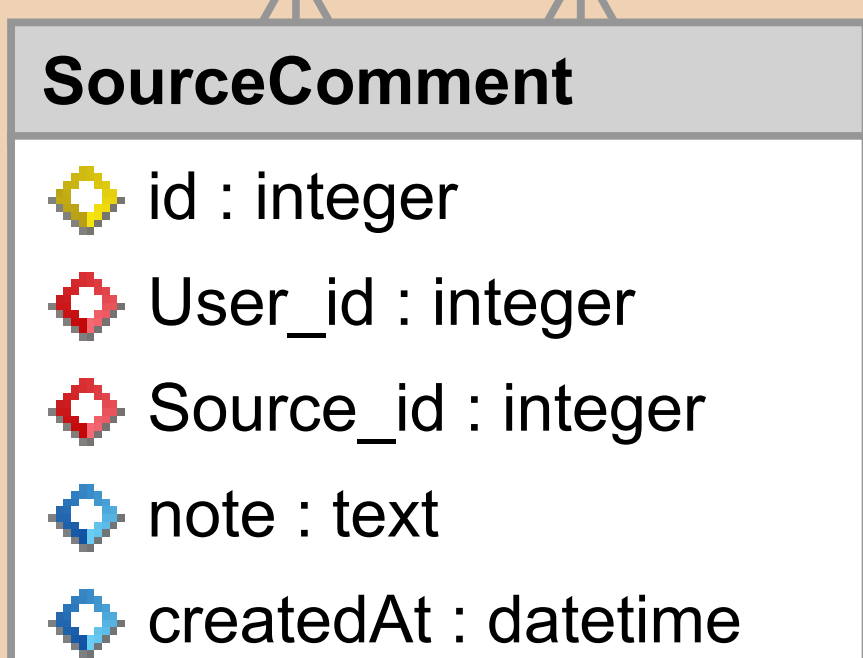 SourceComment
id : integer
User_id : integer
Source_id : integer
note : text
createdAt : datetime